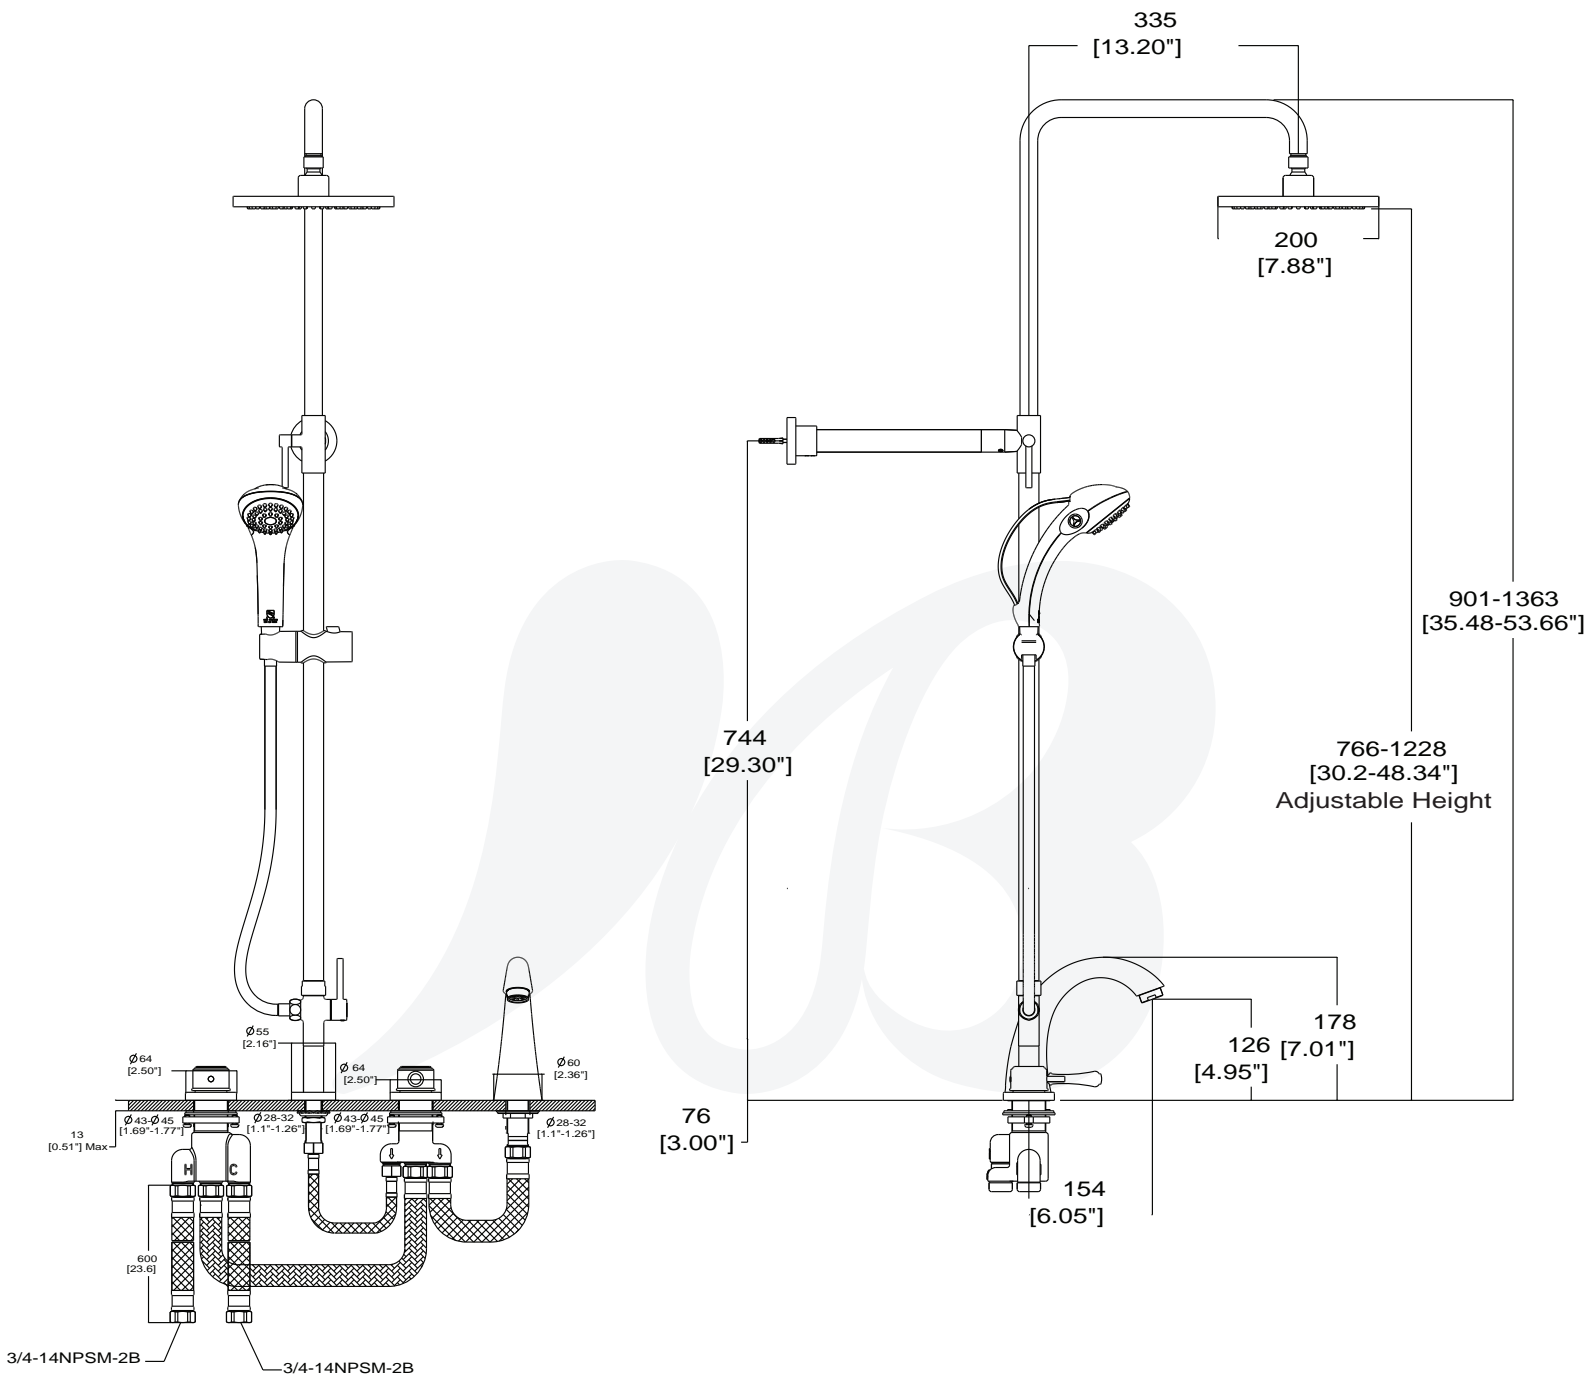 335
[13.20"]
200
[7.88"]
901-1363
[35.48-53.66"]
744
[29.30"]
766-1228
[30.2-48.34"]
Adjustable Height
178
[7.01"]
126
[4.95"]
76
[3.00"]
154
[6.05"]
Ø55
[2.16"]
Ø64
[2.50"]
Ø 64
[2.50"]
Ø60
[2.36"]
Ø43-Ø45
[1.69"-1.77"]
Ø28-32
[1.1"-1.26"]
Ø43-Ø45
[1.69"-1.77"]
Ø28-32
[1.1"-1.26"]
13
[0.51"] Max
H
C
600
[23.6]
3/4-14NPSM-2B
3/4-14NPSM-2B